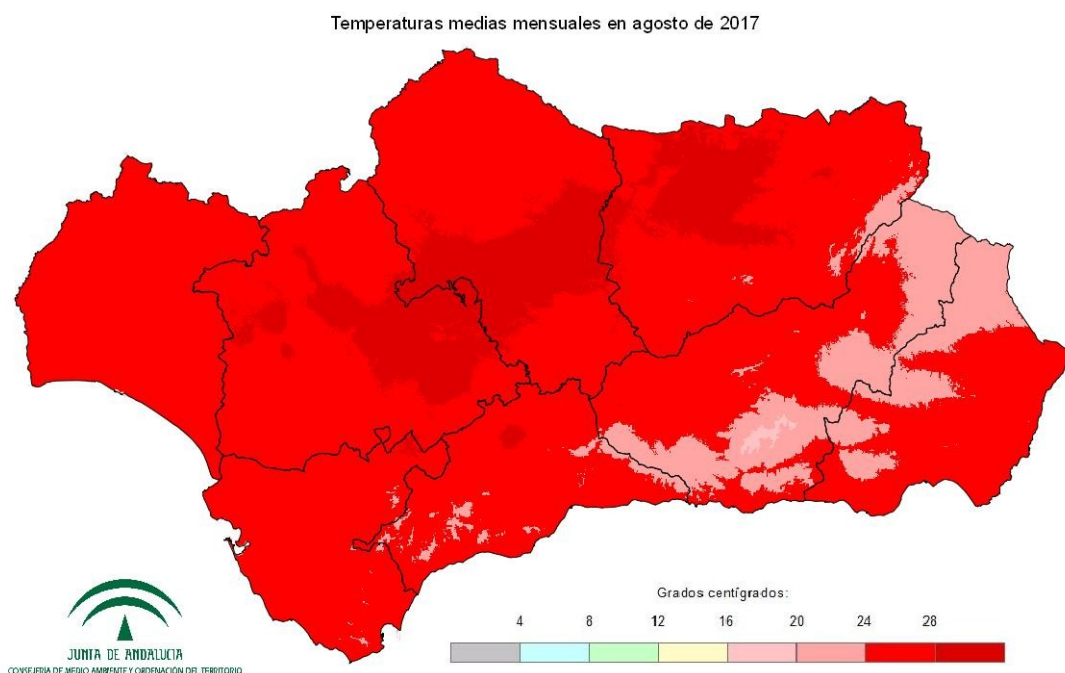 Temperaturas medias mensuales en agosto de 2017
Grados centígrados:
4 8 12 16 20 24 28
JUNTA DE ANDALUCIA
CONSEJERÍA DE MEDIO AMBIENTE Y ORDENACIÓN DEL TERRITORIO